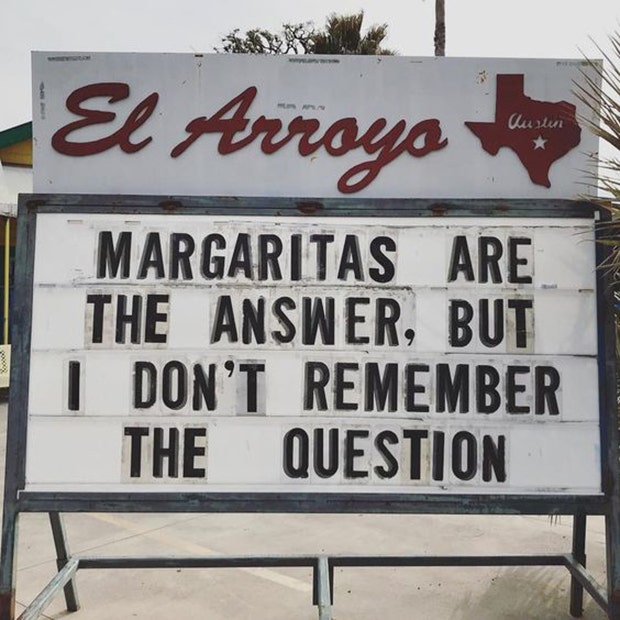 El Arroyo
Austin
MARGARITAS ARE
THE ANSWER, BUT
I DON'T REMEMBER
THE QUESTION